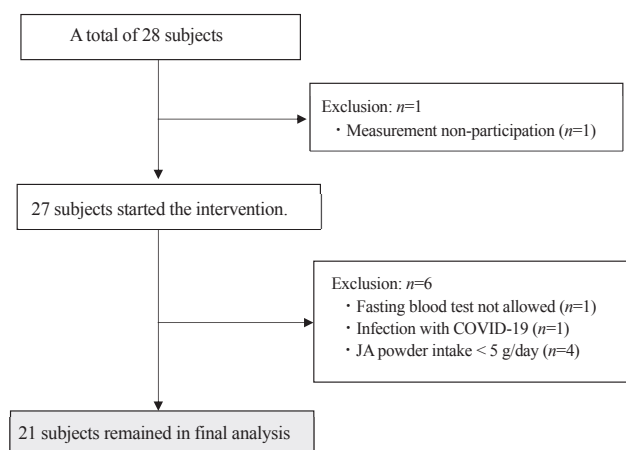 A total of 28 subjects
Exclusion: n=1
・Measurement non-participation (n=1)
27 subjects started the intervention.
Exclusion: n=6
・Fasting blood test not allowed (n=1)
・Infection with COVID-19 (n=1)
・JA powder intake < 5 g/day (n=4)
21 subjects remained in final analysis